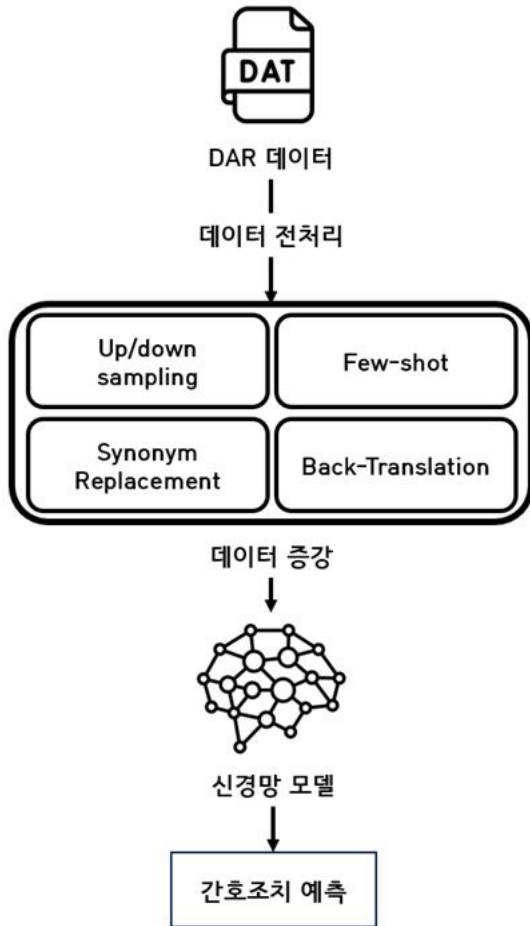 DAT
DAR 데이터
데이터 전처리
Up/down
sampling
Few-shot
Synonym
Replacement
Back-Translation
데이터 증강
신경망 모델
간호조치 예측